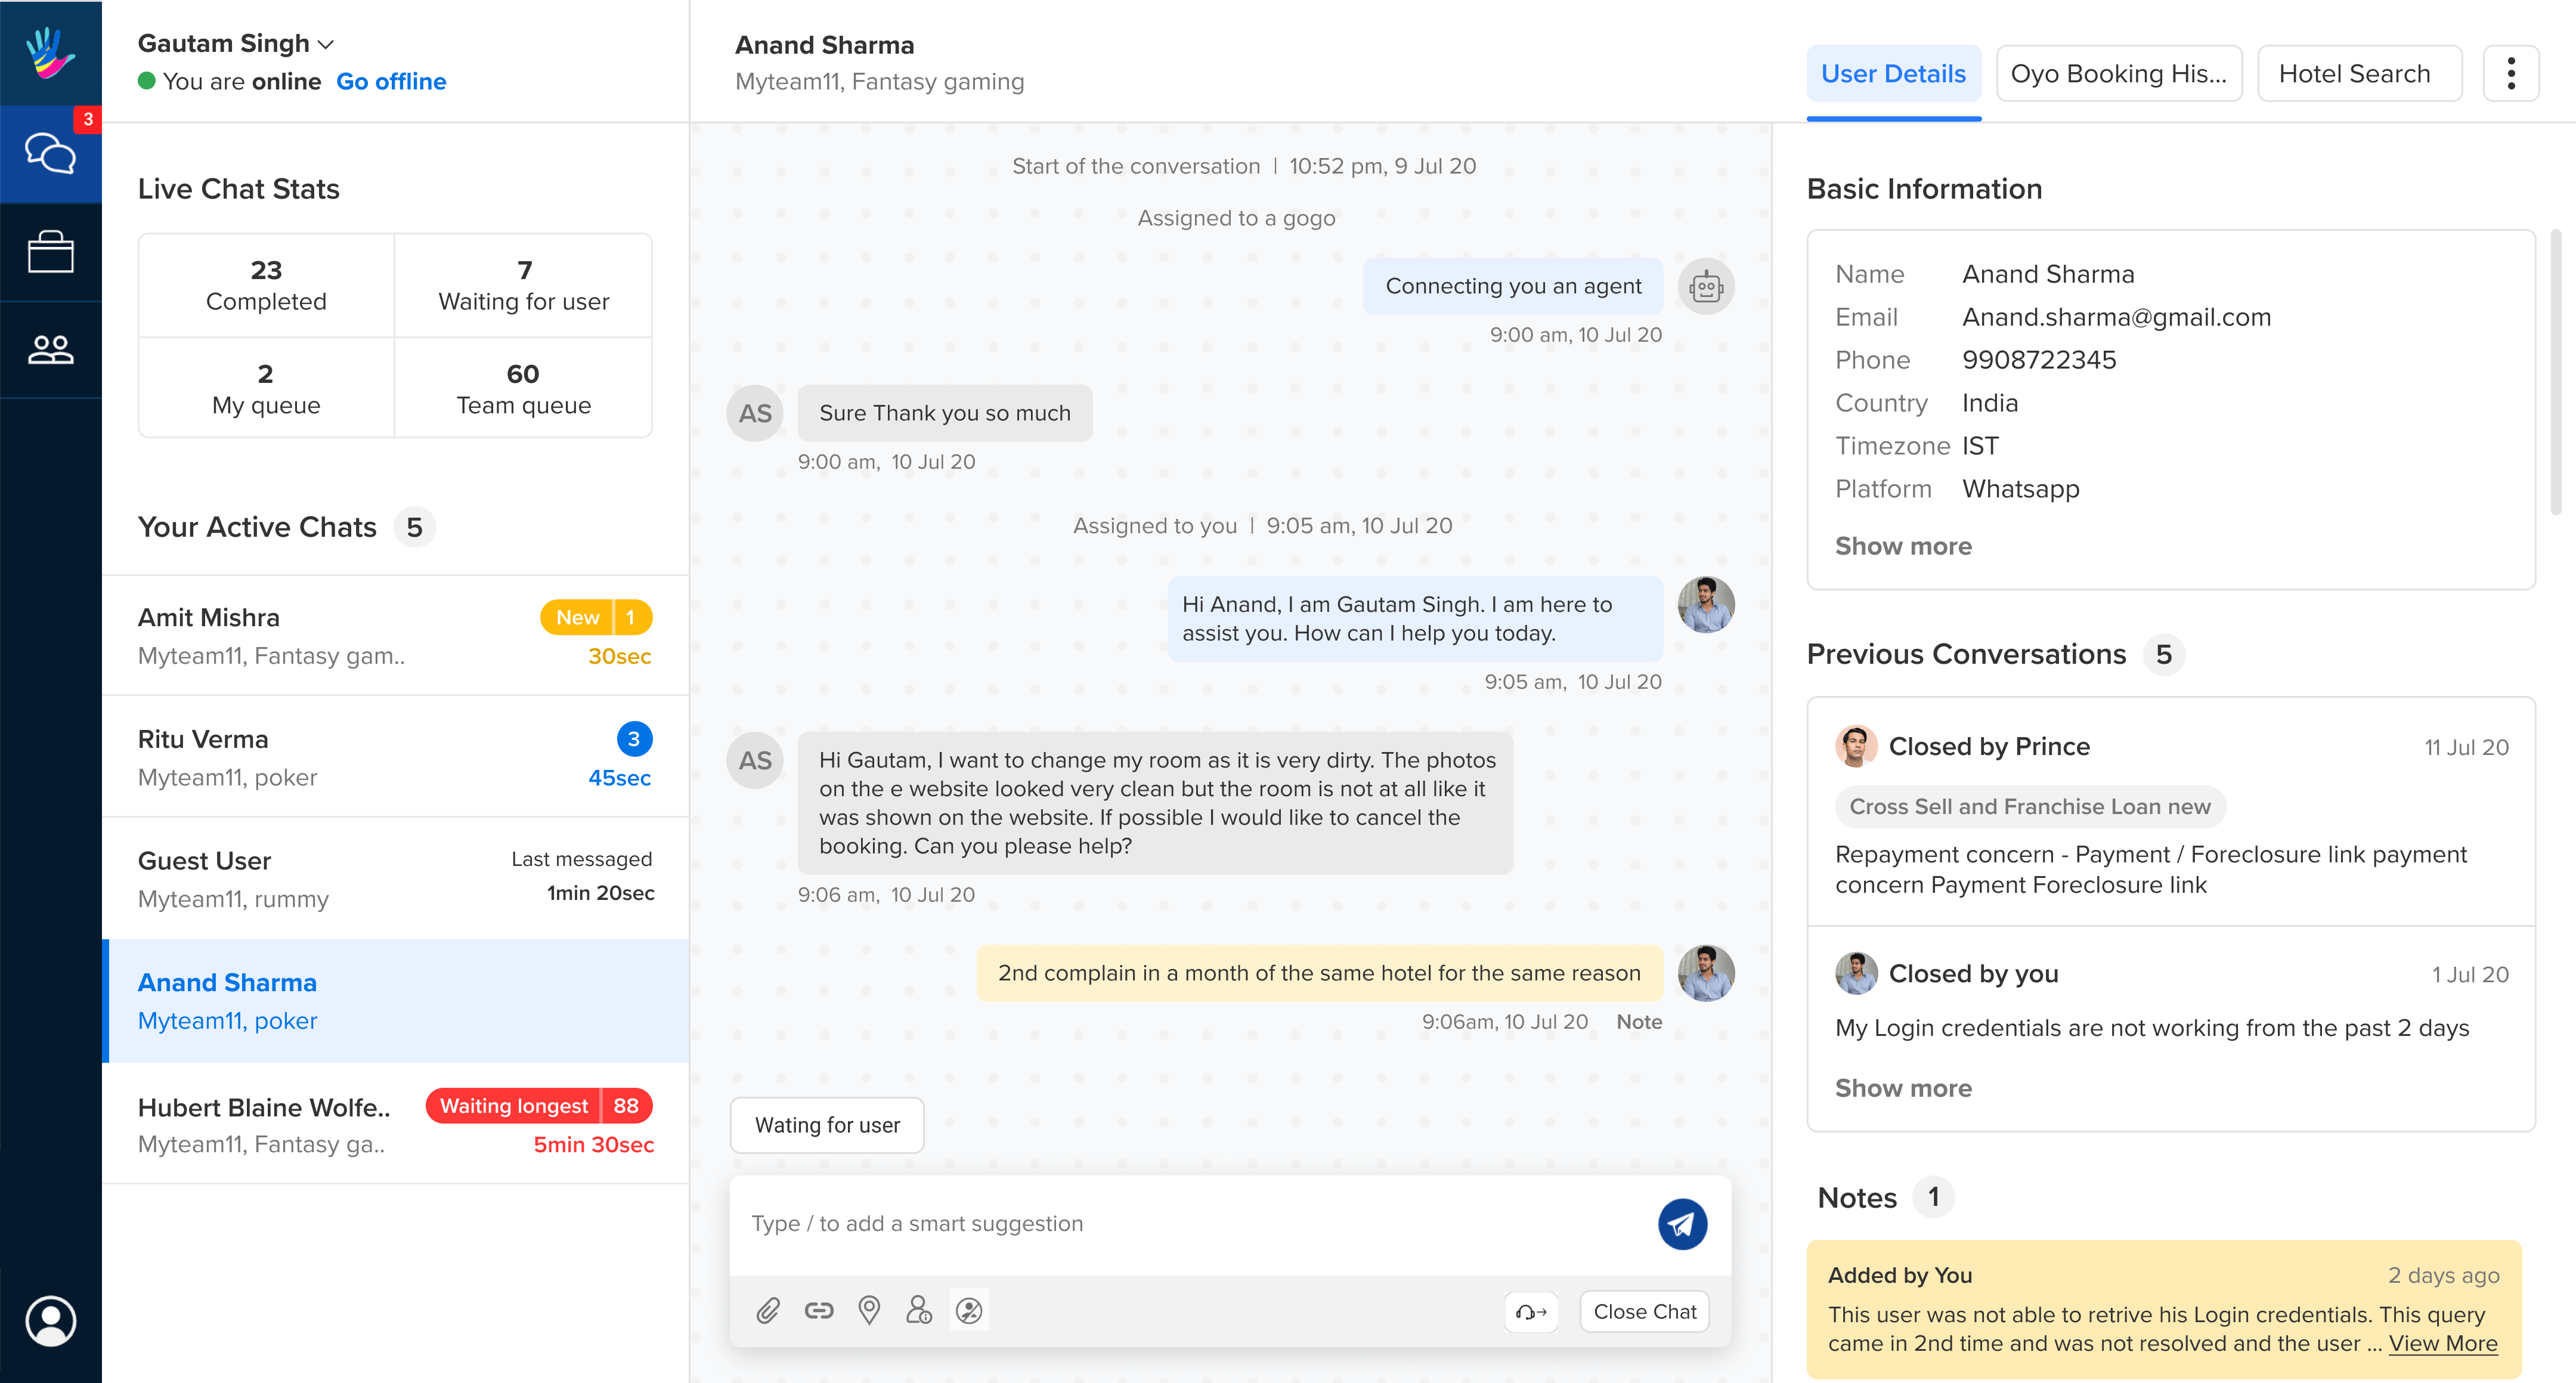 Gautam Singh
You are online Go offline
3
Live Chat Stats
23
Completed
7
Waiting for user
2
My queue
60
Team queue
Your Active Chats 5
Amit Mishra
New 1
Myteam11, Fantasy gam..
30sec
Ritu Verma
3
Myteam11, poker
45sec
Guest User
Last messaged
Myteam11, rummy
1min 20sec
Anand Sharma
Myteam11, poker
Hubert Blaine Wolfe..
Waiting longest 88
Myteam11, Fantasy ga..
5min 30sec
Anand Sharma
Myteam11, Fantasy gaming
Start of the conversation | 10:52 pm, 9 Jul 20
Assigned to a gogo
Connecting you an agent
9:00 am, 10 Jul 20
AS
Sure Thank you so much
9:00 am, 10 Jul 20
Assigned to you | 9:05 am, 10 Jul 20
Hi Anand, I am Gautam Singh. I am here to
assist you. How can I help you today.
9:05 am, 10 Jul 20
AS
Hi Gautam, I want to change my room as it is very dirty. The photos
on the e website looked very clean but the room is not at all like it
was shown on the website. If possible I would like to cancel the
booking. Can you please help?
9:06 am, 10 Jul 20
2nd complain in a month of the same hotel for the same reason
9:06am, 10 Jul 20 Note
Wating for user
Type / to add a smart suggestion
Close Chat
User Details
Oyo Booking His...
Hotel Search
Basic Information
Name Anand Sharma
Email Anand.sharma@gmail.com
Phone 9908722345
Country India
Timezone IST
Platform Whatsapp
Show more
Previous Conversations 5
Closed by Prince 11 Jul 20
Cross Sell and Franchise Loan new
Repayment concern - Payment / Foreclosure link payment
concern Payment Foreclosure link
Closed by you 1 Jul 20
My Login credentials are not working from the past 2 days
Show more
Notes 1
Added by You 2 days ago
This user was not able to retrive his Login credentials. This query
came in 2nd time and was not resolved and the user ... View More